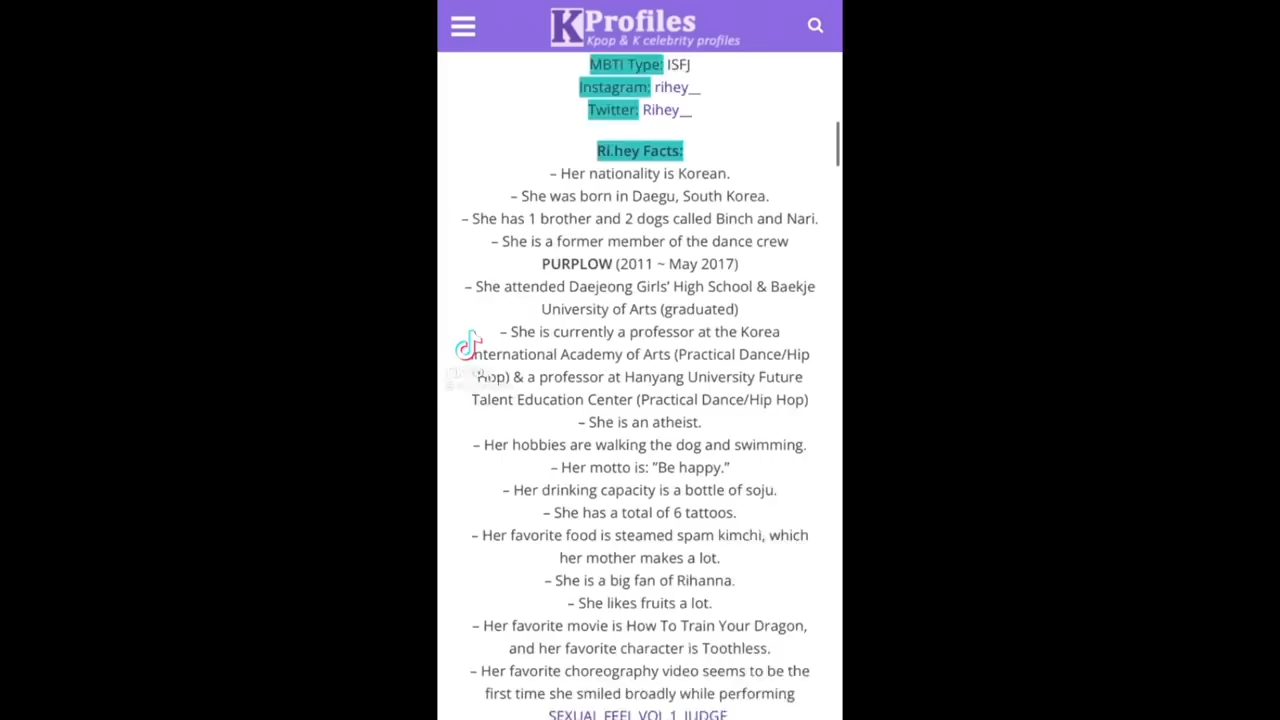 KProfiles
Kpop & K celebrity profiles
MBTI Type: ISFJ
Instagram: rihey__
Twitter: Rihey__
Ri.hey Facts:
– Her nationality is Korean.
– She was born in Daegu, South Korea.
– She has 1 brother and 2 dogs called Binch and Nari.
– She is a former member of the dance crew
PURPLOW (2011 ~ May 2017)
– She attended Daejeong Girls’ High School & Baekje
University of Arts (graduated)
– She is currently a professor at the Korea
International Academy of Arts (Practical Dance/Hip
Hop) & a professor at Hanyang University Future
Talent Education Center (Practical Dance/Hip Hop)
– She is an atheist.
– Her hobbies are walking the dog and swimming.
– Her motto is: ”Be happy.”
– Her drinking capacity is a bottle of soju.
– She has a total of 6 tattoos.
– Her favorite food is steamed spam kimchi, which
her mother makes a lot.
– She is a big fan of Rihanna.
– She likes fruits a lot.
– Her favorite movie is How To Train Your Dragon,
and her favorite character is Toothless.
– Her favorite choreography video seems to be the
first time she smiled broadly while performing
SEXUAL FEEL VOL.1 JUDGE